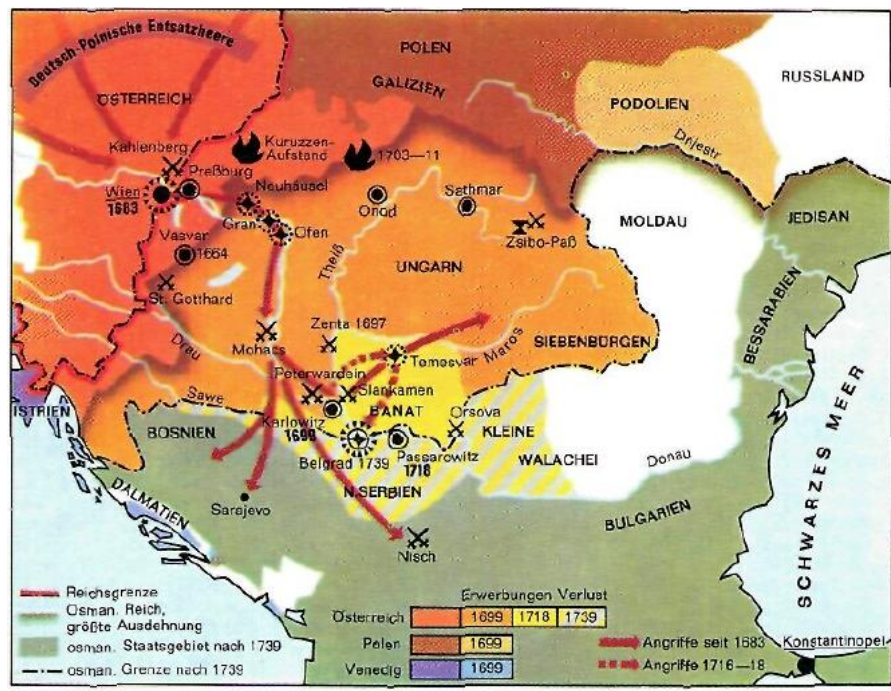 Deutsch-Polnische Entsatzheere
POLEN
RUSSLAND
GALIZIEN
ÖSTERREICH
PODOLIEN
Kahlenberg
Kuruzzen-
Aufstand
1703—11
Dnjestr
Preßburg
Wien
1683
Neuhäusel
Onod
Sathmar
Gran
Ofen
Zsibo-Paß
MOLDAU
JEDISAN
Vasvar
1664
Theiß
UNGARN
St. Gotthard
BESSARABIEN
Zenta 1697
Mohacs
Drau
Temesvar
Maros
SIEBENBÜRGEN
Peterwardein
Slankamen
ISTRIEN
Sawe
BANAT
Orsova
Karlowitz
1699
KLEINE
BOSNIEN
Belgrad 1739
Passarowitz
1718
WALACHEI
Donau
DALMATIEN
N.SERBIEN
Sarajevo
BULGARIEN
Nisch
SCHWARZES MEER
Reichsgrenze
Osman. Reich,
größte Ausdehnung
osman. Staatsgebiet nach 1739
osman. Grenze nach 1739
Erwerbungen Verlust
Österreich 1699 1718 1739
Polen 1699
Venedig 1699
Angriffe seit 1683
Angriffe 1716—18
Konstantinopel